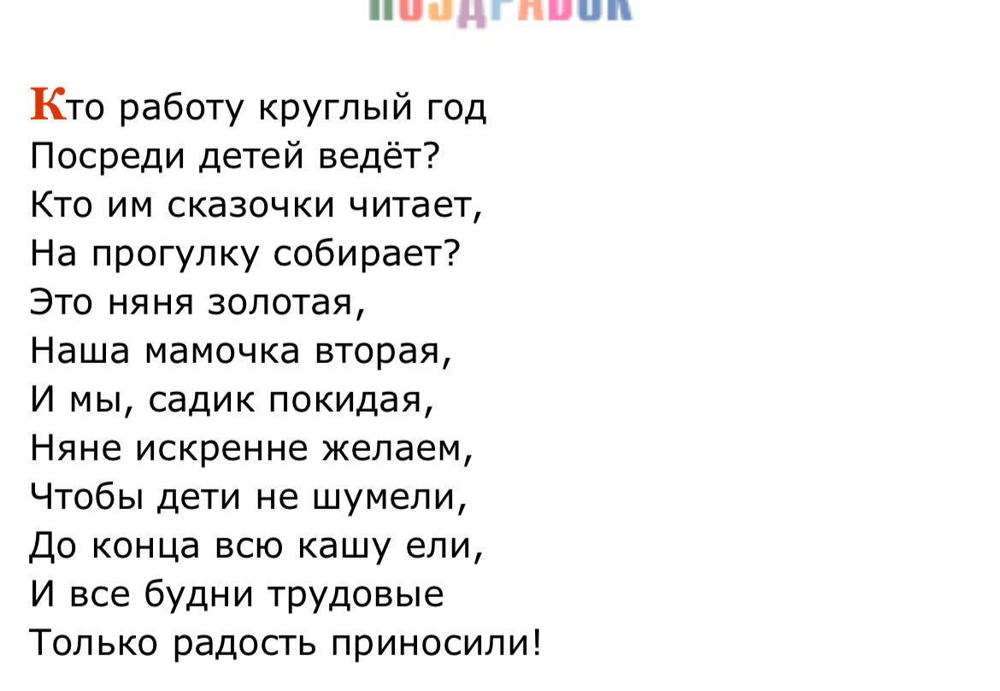 ПОЗДРАВОК
Кто работу круглый год
Посреди детей ведёт?
Кто им сказочки читает,
На прогулку собирает?
Это няня золотая,
Наша мамочка вторая,
И мы, садик покидая,
Няне искренне желаем,
Чтобы дети не шумели,
До конца всю кашу ели,
И все будни трудовые
Только радость приносили!